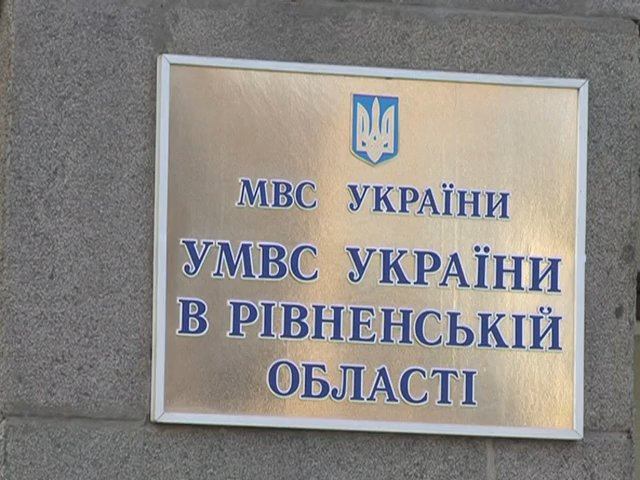 МВС УКРАЇНИ
УМВС УКРАЇНИ
В РІВНЕНСЬКІЙ
ОБЛАСТІ